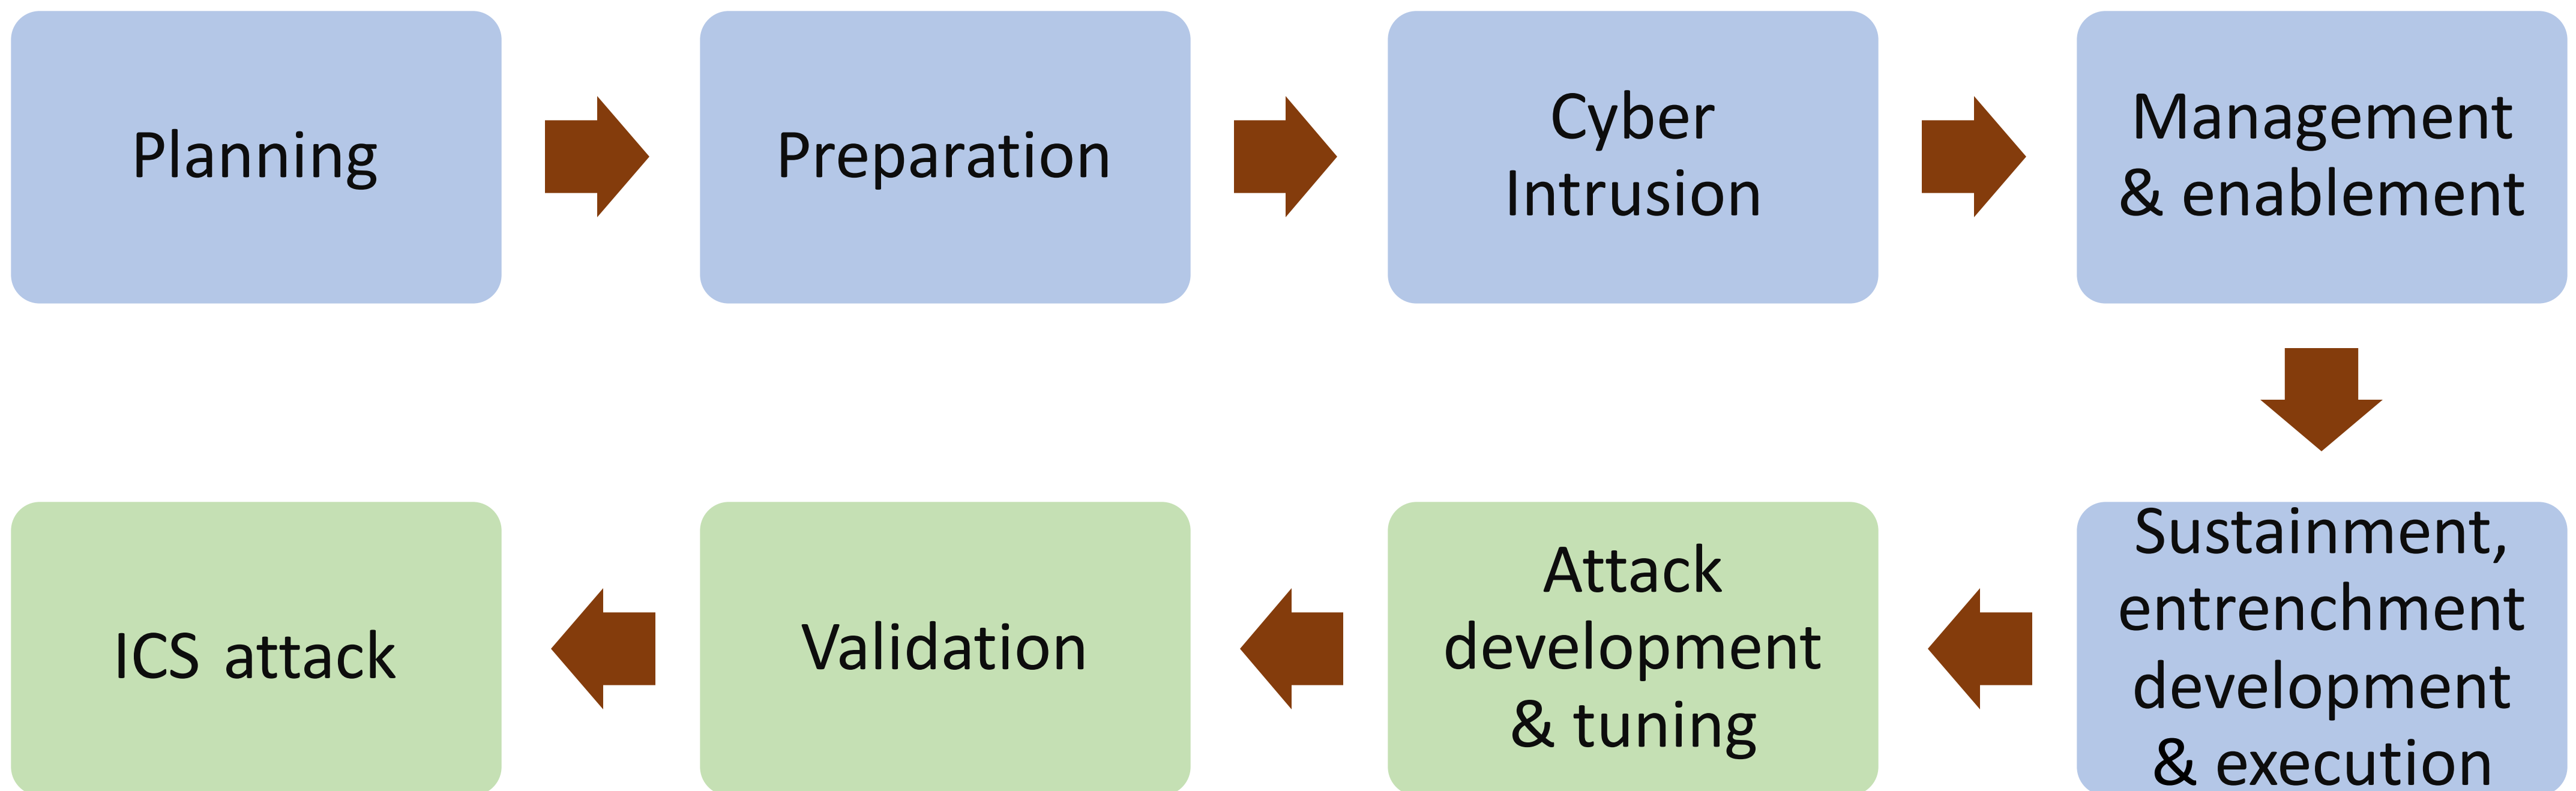 Planning
Preparation
Cyber
Intrusion
Management
& enablement
Sustainment,
entrenchment
development
& execution
Attack
development
& tuning
Validation
ICS attack